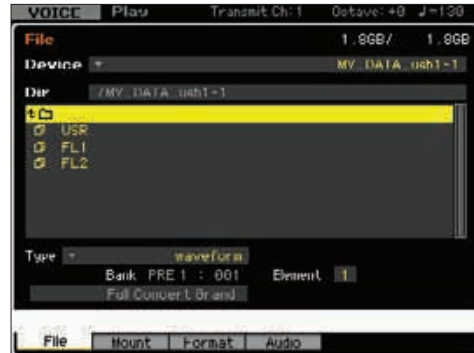 VOICE Play Transmit Ch: 1 Octave: +0 ♩=130
File 1.8GB/ 1.8GB
Device MY_DATA_usb1-1
Dir /MY_DATA_usb1-1
USR
FL1
FL2
Type waveform
Bank PRE1 : 001 Element 1
Full Concert Grand
File Mount Format Audio